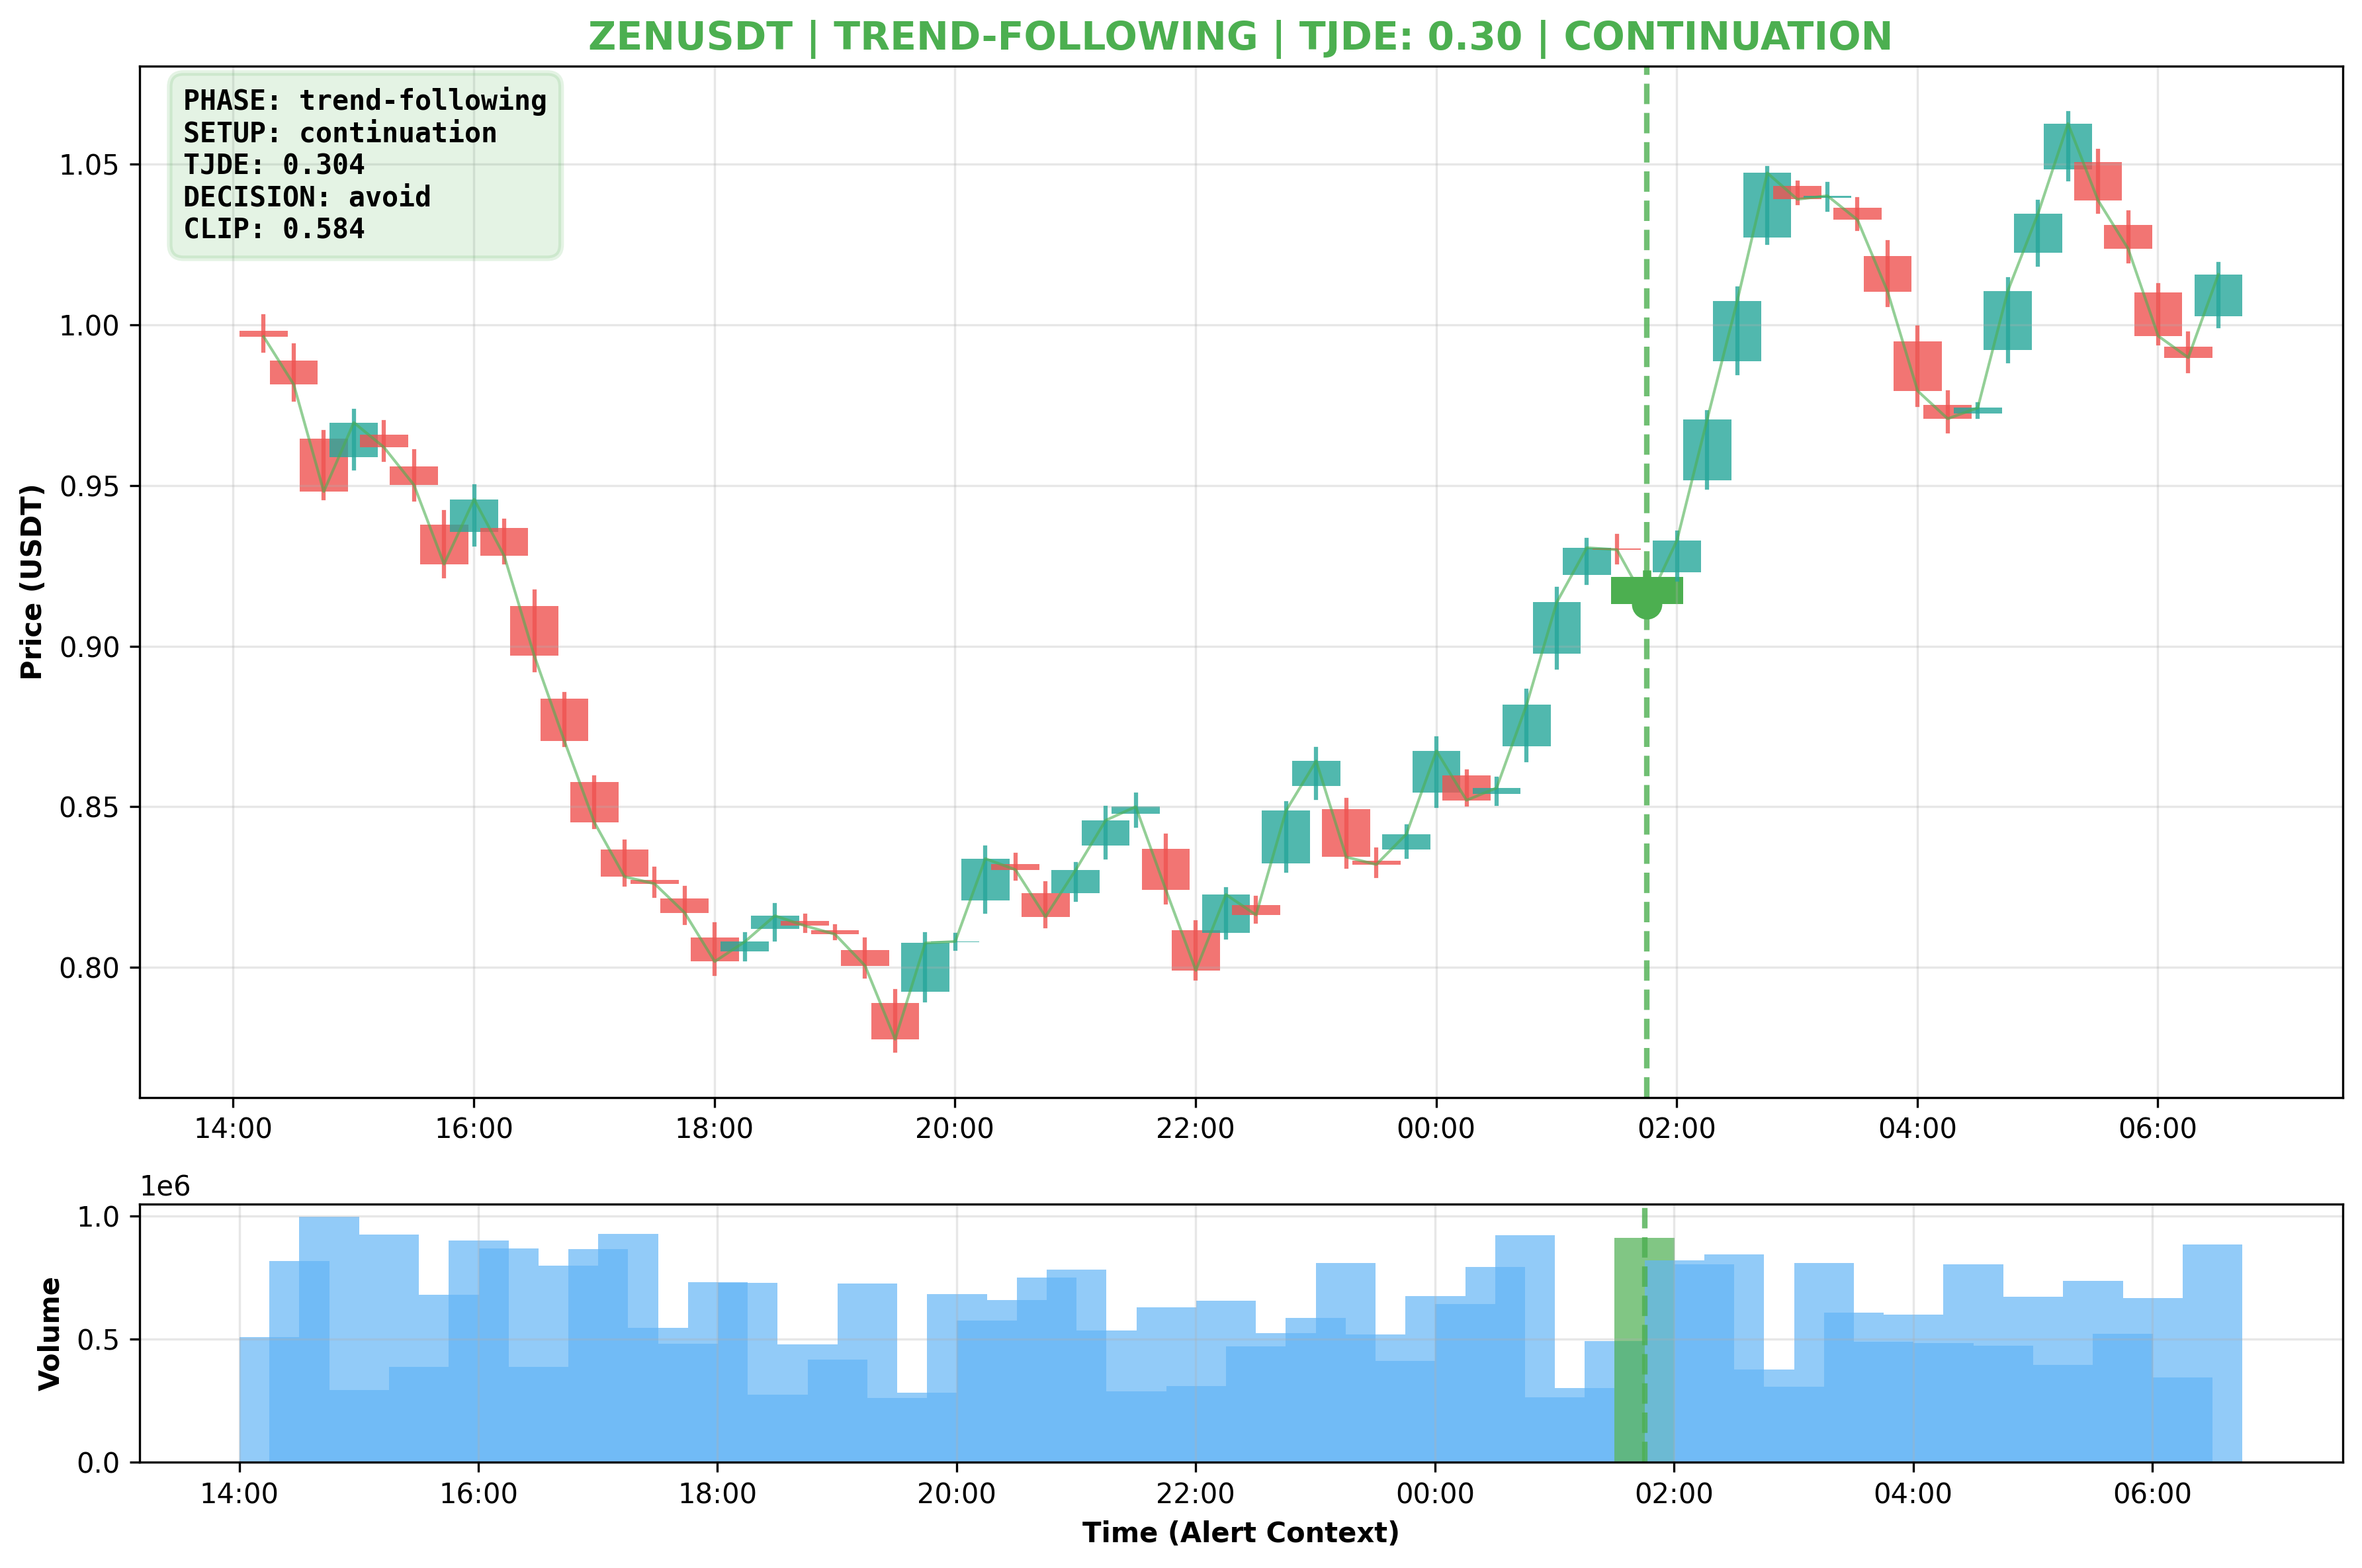 ZENUSDT | TREND-FOLLOWING | TJDE: 0.30 | CONTINUATION
PHASE: trend-following
SETUP: continuation
TJDE: 0.304
DECISION: avoid
CLIP: 0.584
Price (USDT)
1.05
1.00
0.95
0.90
0.85
0.80
14:00 16:00 18:00 20:00 22:00 00:00 02:00 04:00 06:00
1e6
Volume
1.0
0.5
0.0
14:00 16:00 18:00 20:00 22:00 00:00 02:00 04:00 06:00
Time (Alert Context)